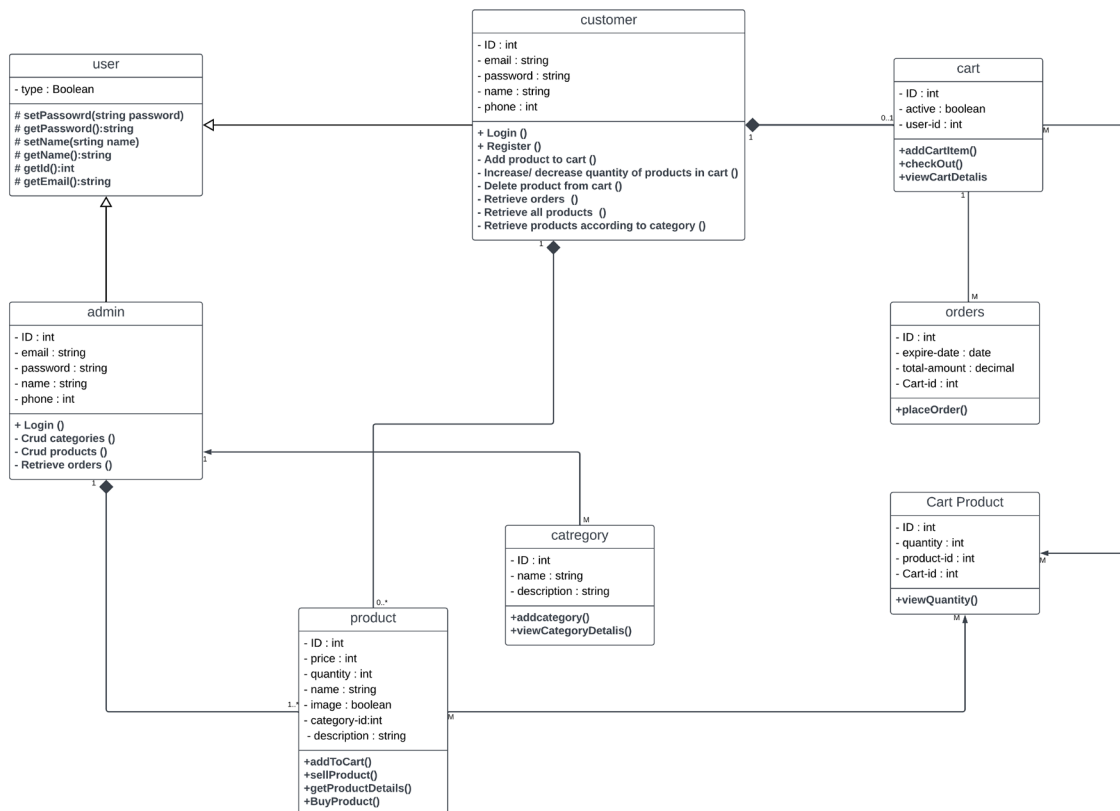 user
- type : Boolean
# setPassowrd(string password)
# getPassword():string
# setName(srting name)
# getName():string
# getId():int
# getEmail():string
customer
- ID : int
- email : string
- password : string
- name : string
- phone : int
+ Login ()
+ Register ()
- Add product to cart ()
- Increase/ decrease quantity of products in cart ()
- Delete product from cart ()
- Retrieve orders ()
- Retrieve all products ()
- Retrieve products according to category ()
1
1
cart
- ID : int
- active : boolean
- user-id : int
+addCartItem()
+checkOut()
+viewCartDetalis
0..1
M
1
M
orders
- ID : int
- expire-date : date
- total-amount : decimal
- Cart-id : int
+placeOrder()
admin
- ID : int
- email : string
- password : string
- name : string
- phone : int
+ Login ()
- Crud categories ()
- Crud products ()
- Retrieve orders ()
1
1
M
catregory
- ID : int
- name : string
- description : string
+addcategory()
+viewCategoryDetalis()
Cart Product
- ID : int
- quantity : int
- product-id : int
- Cart-id : int
+viewQuantity()
M
M
0..*
product
- ID : int
- price : int
- quantity : int
- name : string
- image : boolean
- category-id:int
- description : string
+addToCart()
+sellProduct()
+getProductDetails()
+BuyProduct()
1..*
M